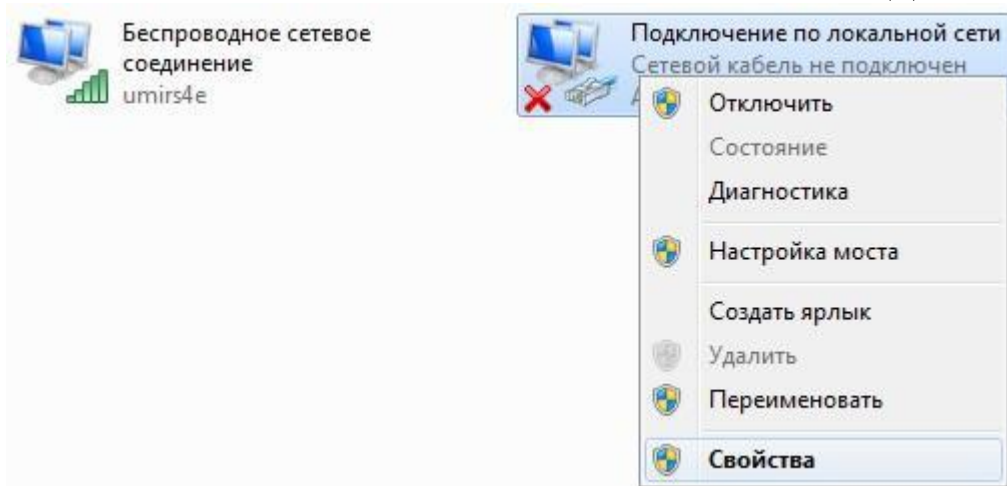 Беспроводное сетевое
соединение
umirs4e
Подключение по локальной сети
Сетевой кабель не подключен
Отключить
Состояние
Диагностика
Настройка моста
Создать ярлык
Удалить
Переименовать
Свойства